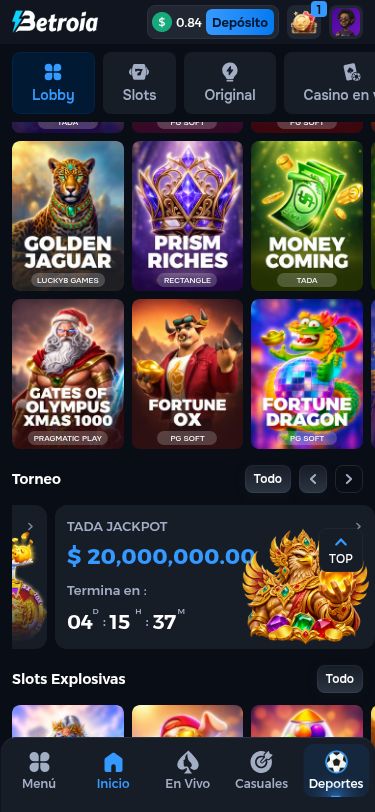 Betroia
$ 0.84 Depósito
1
Lobby
Slots
Original
Casino en v
TADA
PG SOFT
PG SOFT
GOLDEN
JAGUAR
LUCKY8 GAMES
PRISM
RICHES
RECTANGLE
MONEY
COMING
TADA
GATES OF
OLYMPUS
XMAS 1000
PRAGMATIC PLAY
FORTUNE
OX
PG SOFT
FORTUNE
DRAGON
PG SOFT
Torneo
Todo
TADA JACKPOT
$ 20,000,000.00
TOP
Termina en :
04 D : 15 H : 37 M
Slots Explosivas
Todo
Menú
Inicio
En Vivo
Casuales
Deportes